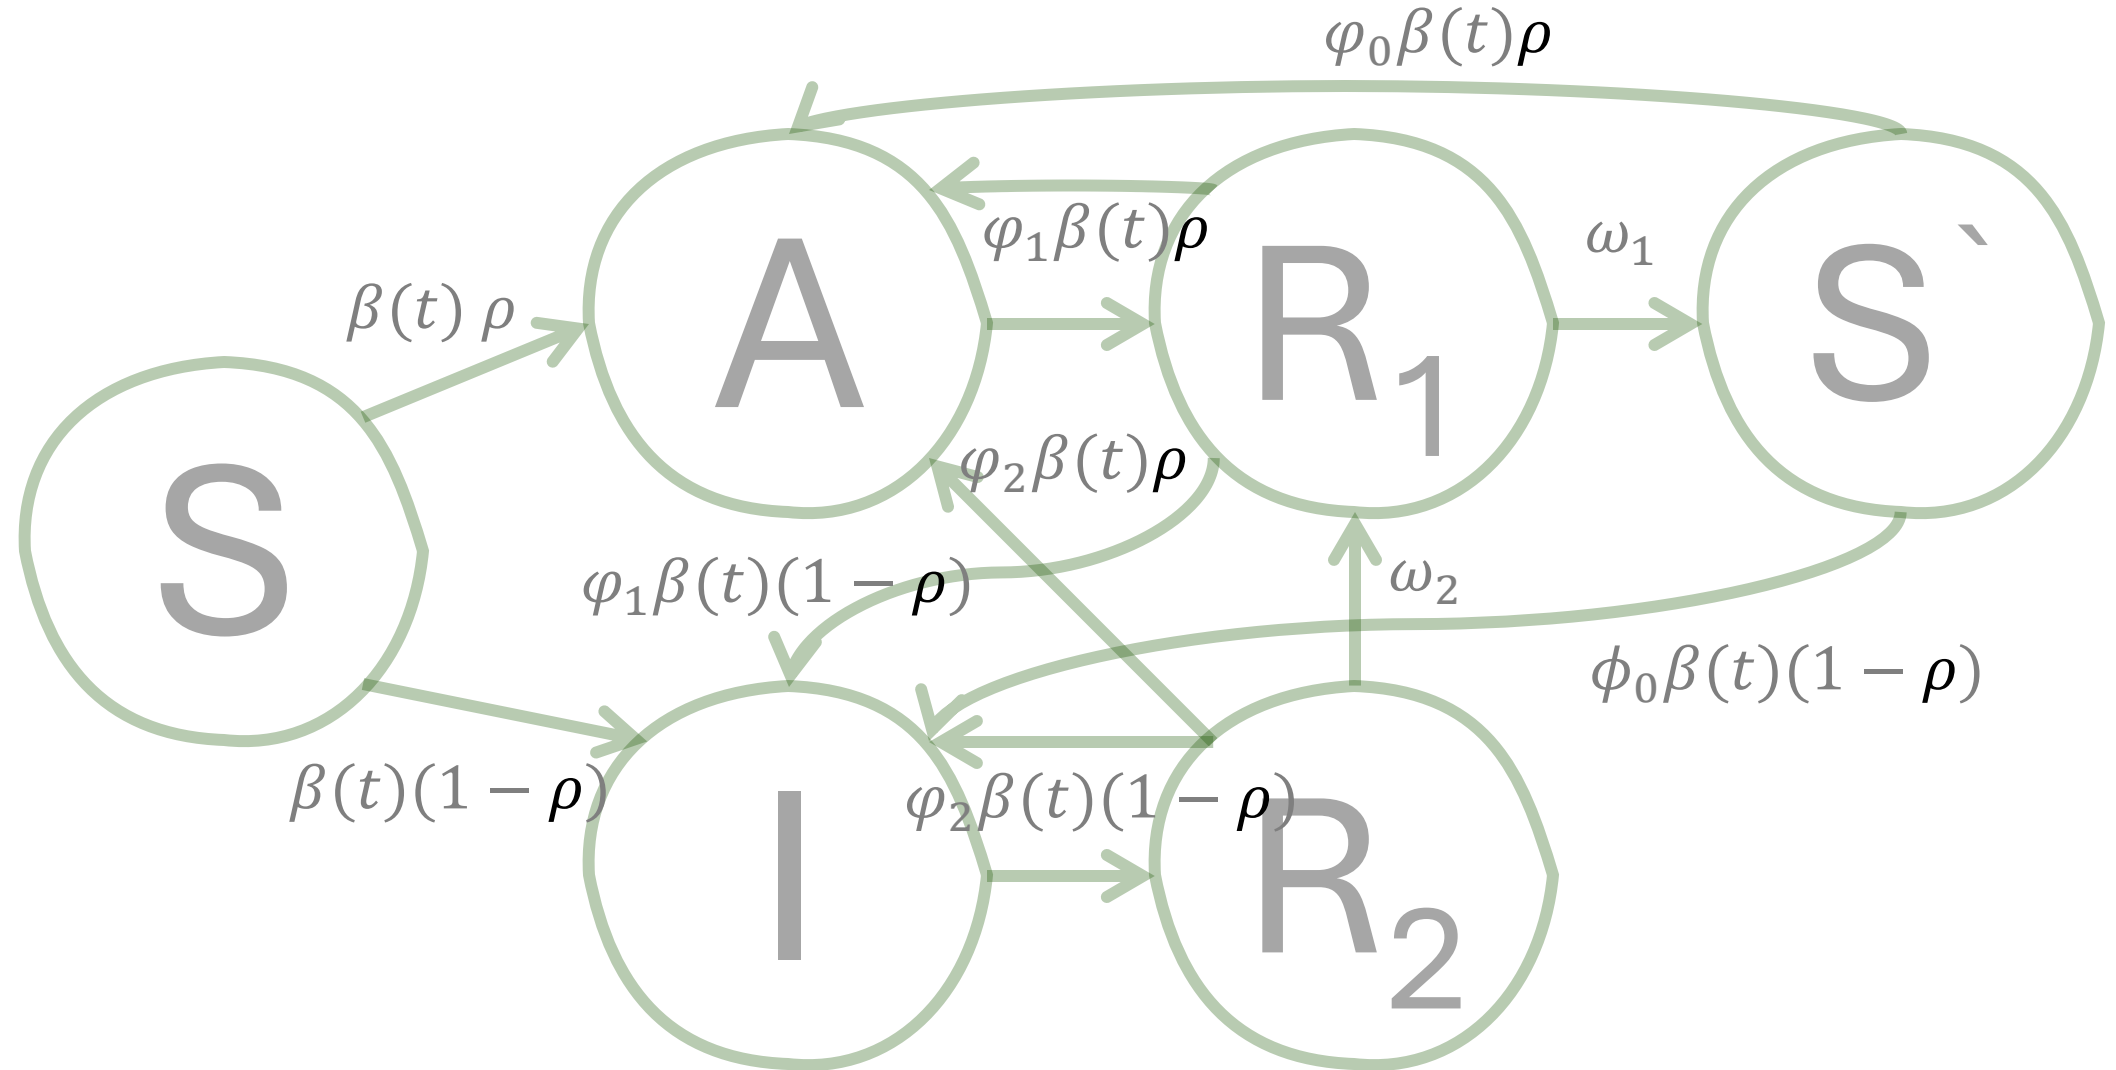 φ₀β(t)ρ
φ₁β(t)ρ
ω₁
β(t) ρ
A
R₁
S`
φ₂β(t)ρ
S
φ₁β(t)(1 − ρ)
ω₂
ϕ₀β(t)(1 − ρ)
β(t)(1 − ρ)
φ₂β(t)(1 − ρ)
I
R₂